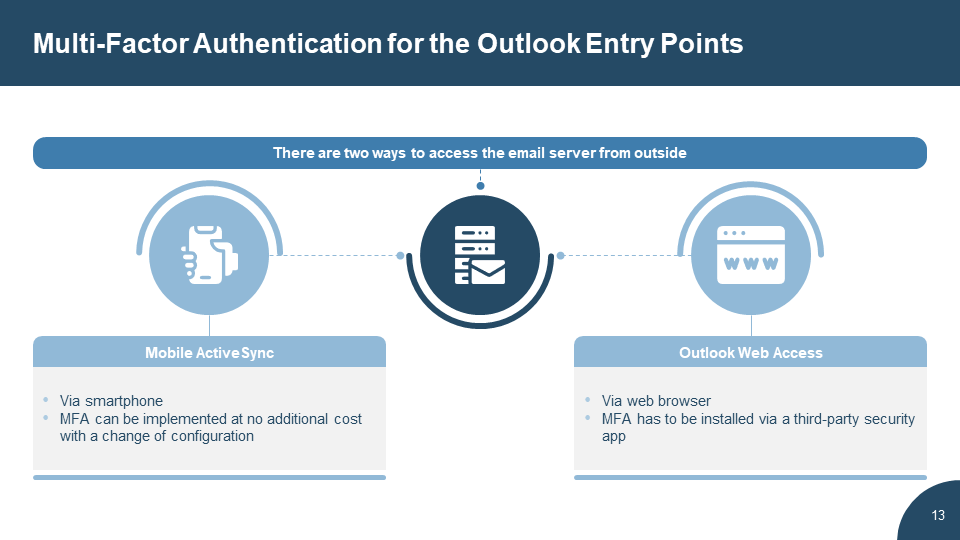 Multi-Factor Authentication for the Outlook Entry Points
There are two ways to access the email server from outside
WWW
Mobile ActiveSync
• Via smartphone
• MFA can be implemented at no additional cost
with a change of configuration
Outlook Web Access
• Via web browser
• MFA has to be installed via a third-party security
app
13